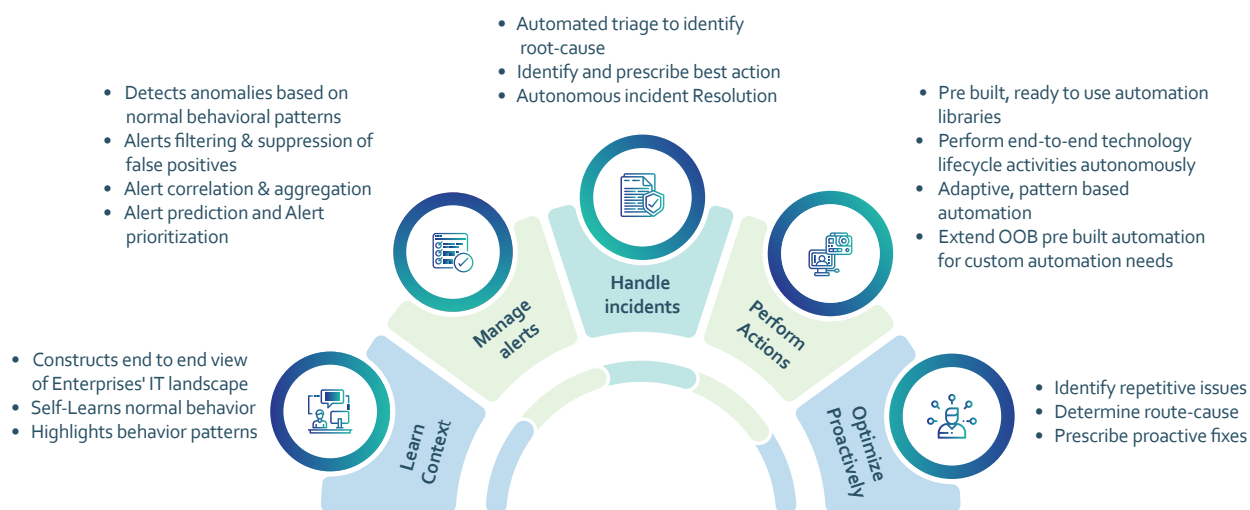 • Constructs end to end view
of Enterprises' IT landscape
• Self-Learns normal behavior
• Highlights behavior patterns
Learn
Context
• Detects anomalies based on
normal behavioral patterns
• Alerts filtering & suppression of
false positives
• Alert correlation & aggregation
• Alert prediction and Alert
prioritization
Manage
alerts
• Automated triage to identify
root-cause
• Identify and prescribe best action
• Autonomous incident Resolution
Handle
incidents
• Pre built, ready to use automation
libraries
• Perform end-to-end technology
lifecycle activities autonomously
• Adaptive, pattern based
automation
• Extend OOB pre built automation
for custom automation needs
Perform
Actions
• Identify repetitive issues
• Determine route-cause
• Prescribe proactive fixes
Optimize
Proactively